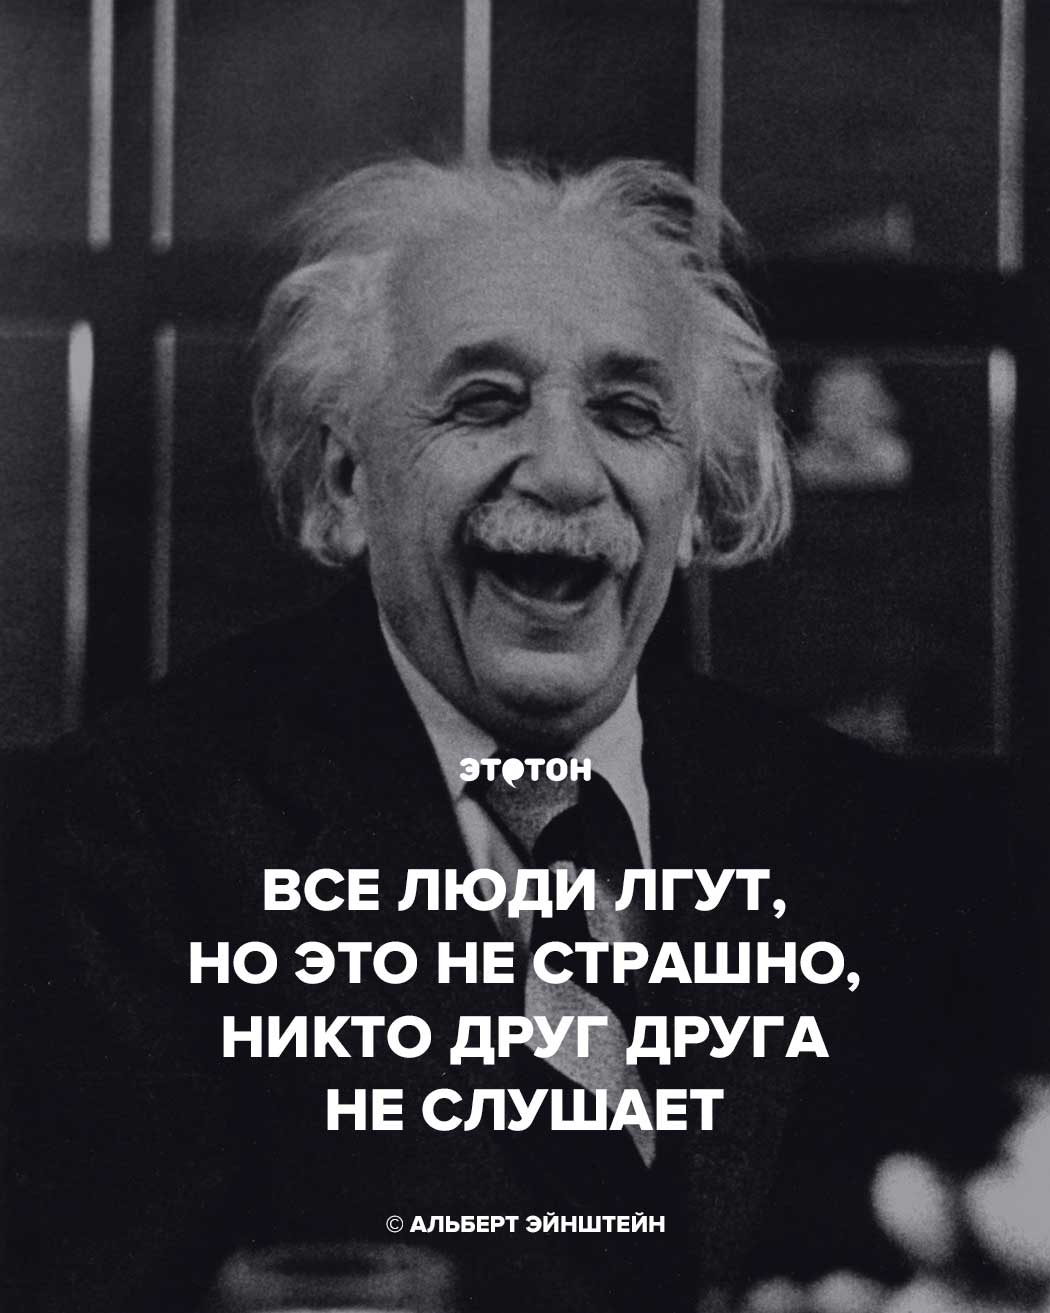 ЭТОТОН
ВСЕ ЛЮДИ ЛГУТ,
НО ЭТО НЕ СТРАШНО,
НИКТО ДРУГ ДРУГА
НЕ СЛУШАЕТ
© АЛЬБЕРТ ЭЙНШТЕЙН